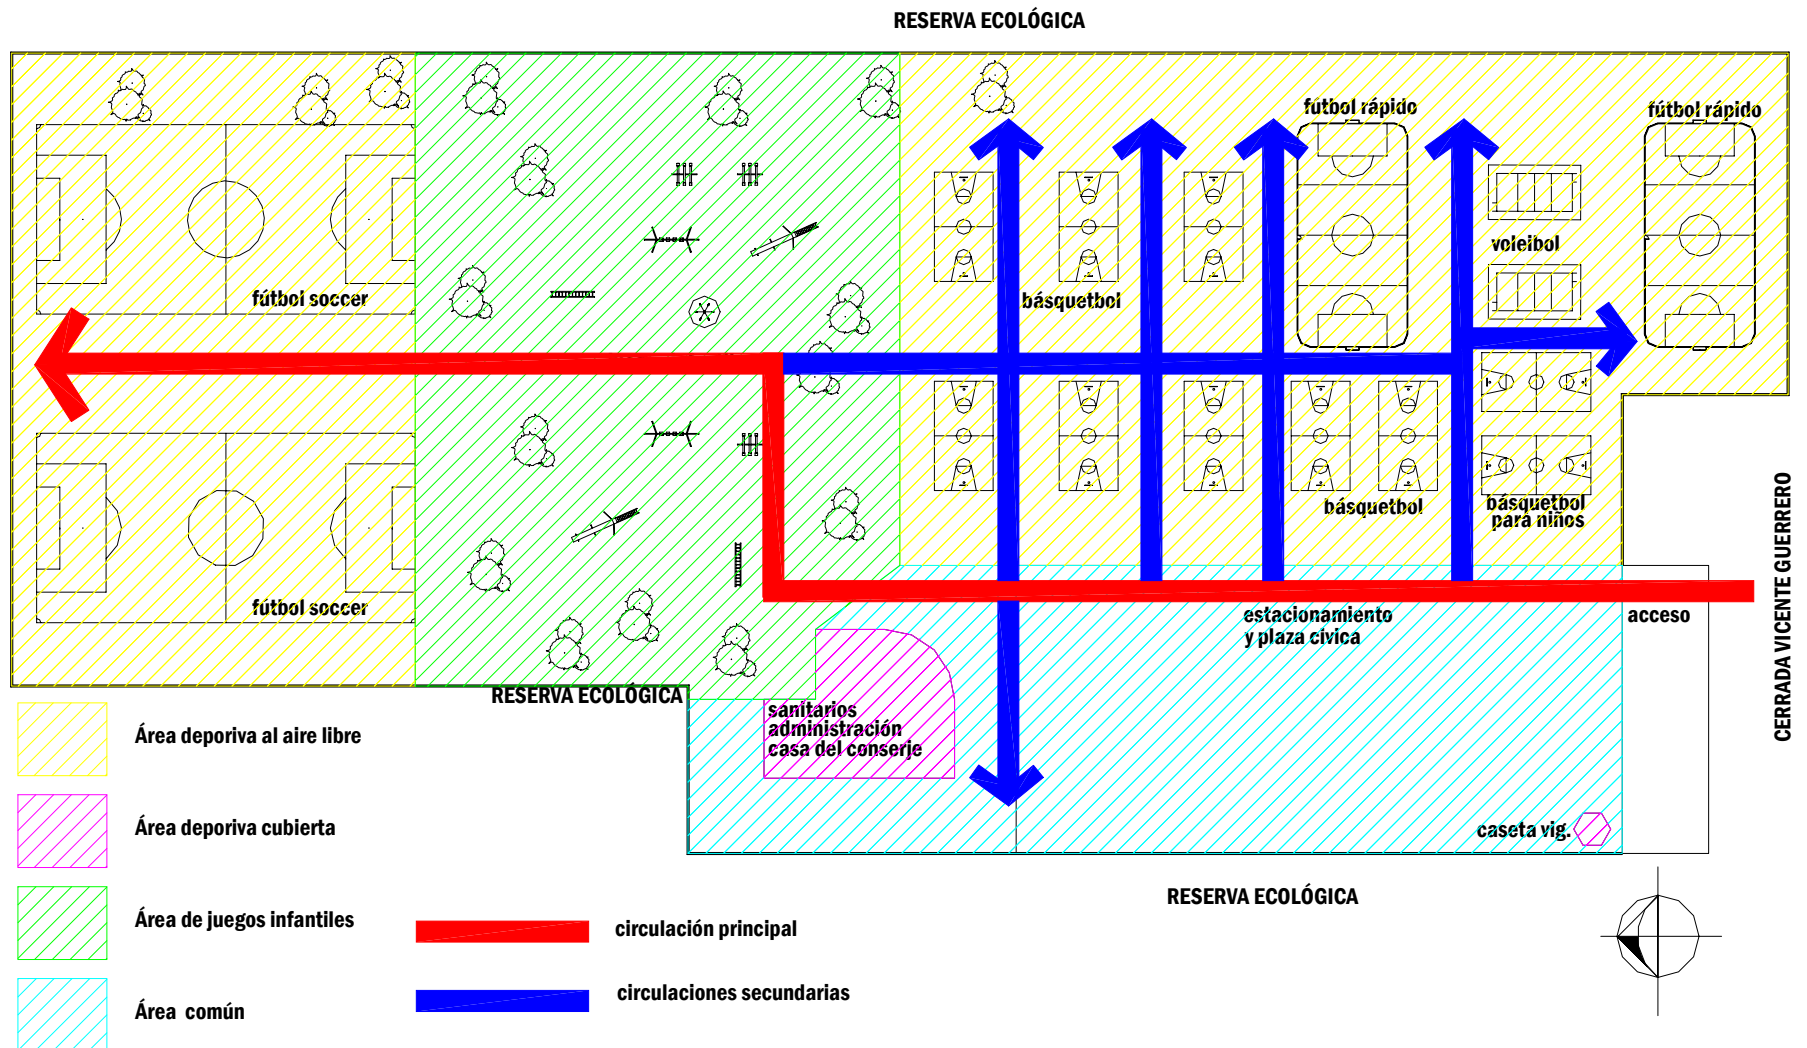 RESERVA ECOLÓGICA
fútbol rápido
fútbol rápido
voleibol
fútbol soccer
básquetbol
CERRADA VICENTE GUERRERO
básquetbol
básquetbol
para niños
fútbol soccer
estacionamiento
y plaza cívica
acceso
RESERVA ECOLÓGICA
sanitarios
administración
casa del conserje
caseta vig.
RESERVA ECOLÓGICA
Área deporiva al aire libre
Área deporiva cubierta
Área de juegos infantiles
Área común
circulación principal
circulaciones secundarias